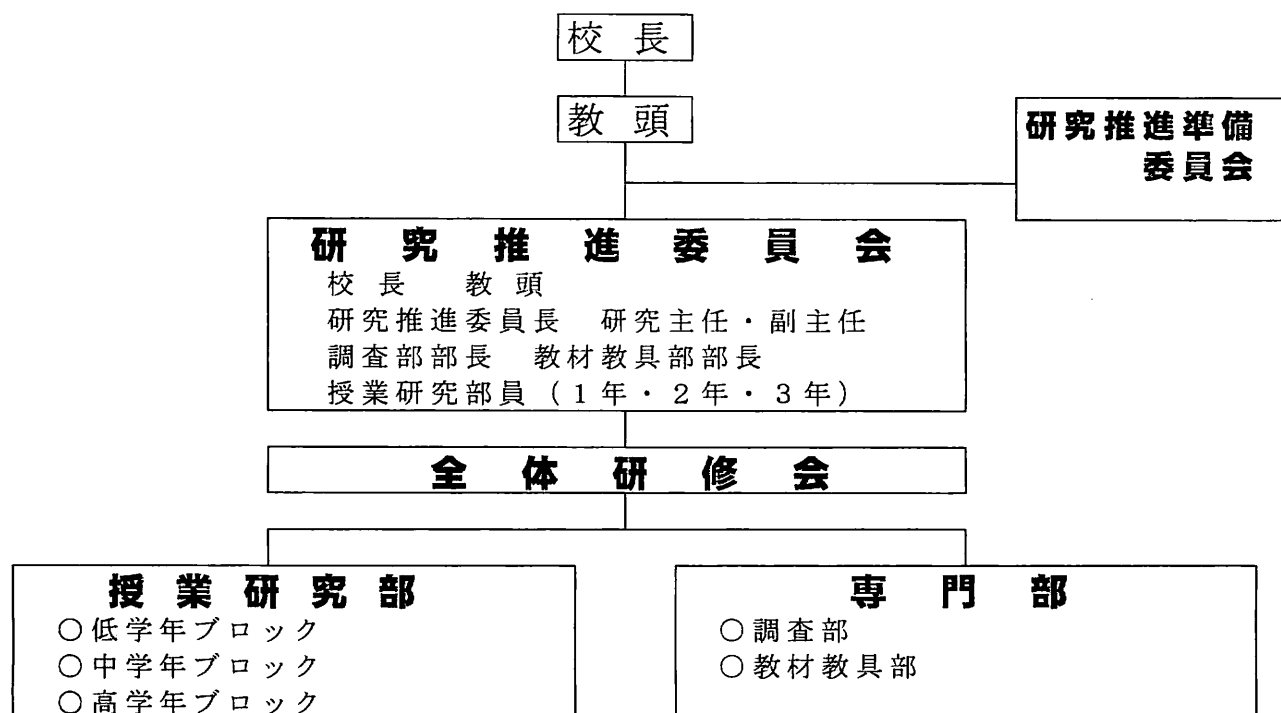 校長
教頭
研究推進準備
委員会
研究推進委員会
校長　教頭
研究推進委員長　研究主任・副主任
調査部部長　教材教具部部長
授業研究部員（1年・2年・3年）
全体研修会
授業研究部
○低学年ブロック
○中学年ブロック
○高学年ブロック
専門部
○調査部
○教材教具部